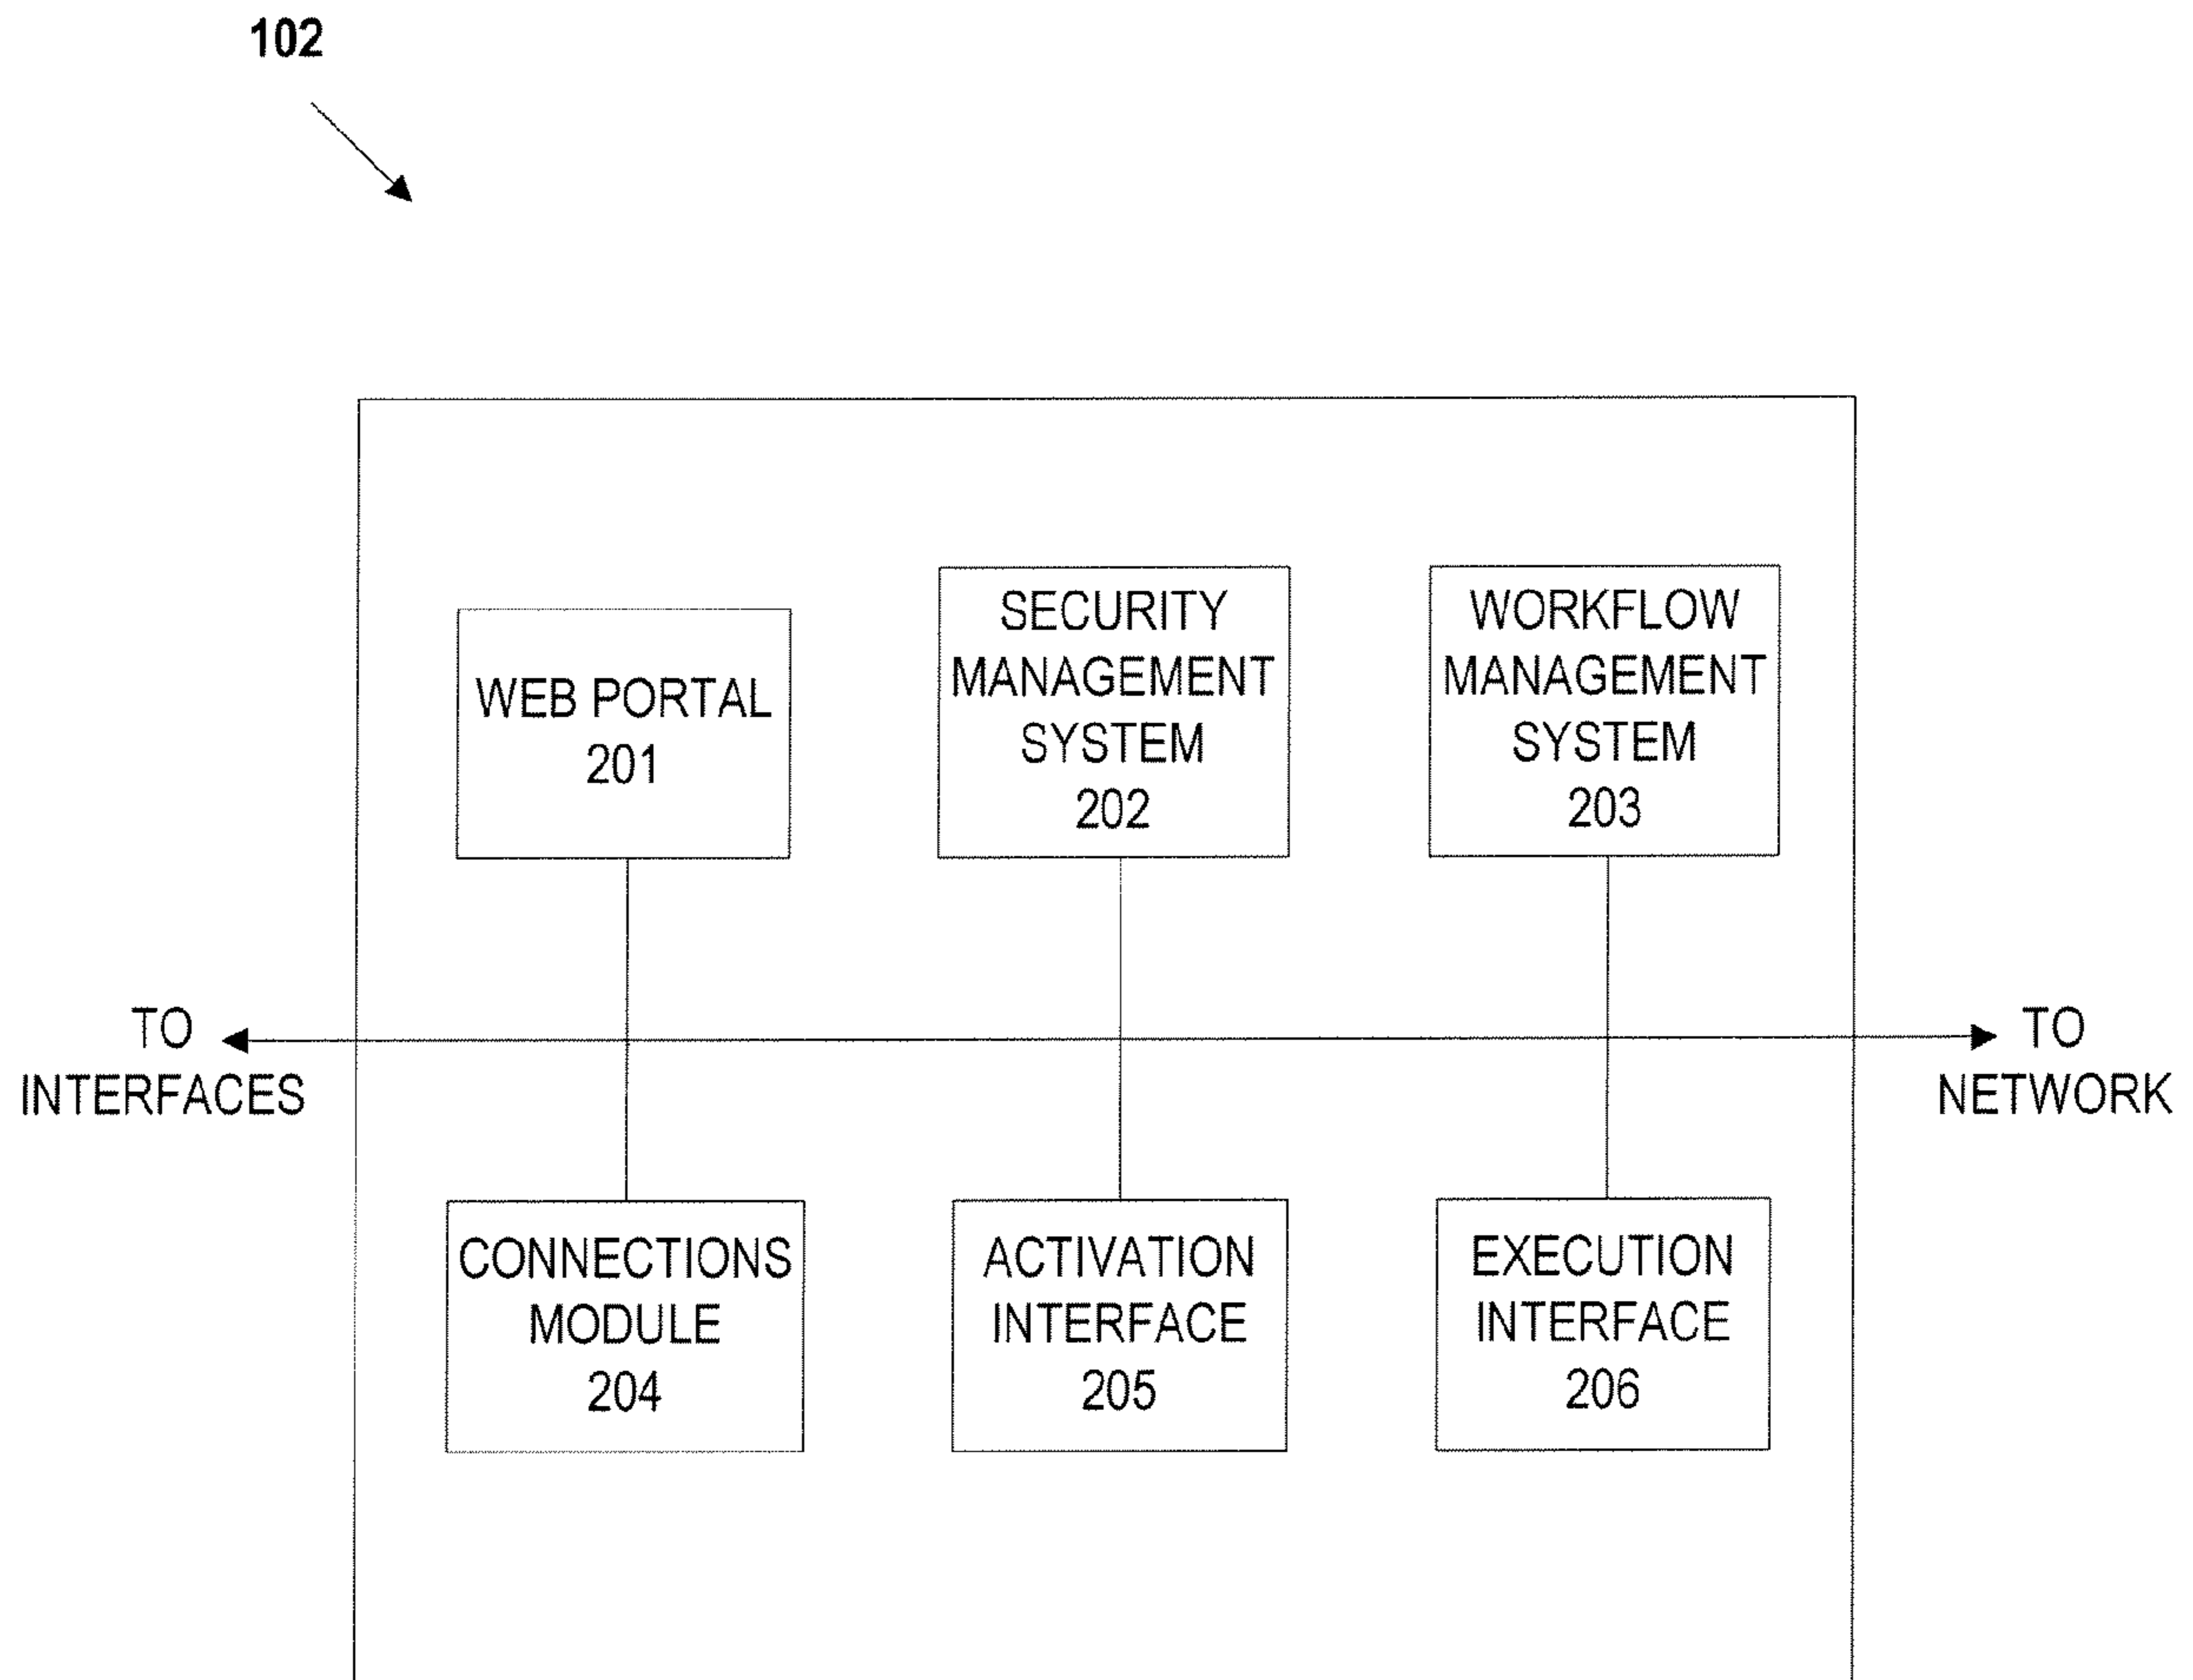 102
WEB PORTAL
201
SECURITY
MANAGEMENT
SYSTEM
202
WORKFLOW
MANAGEMENT
SYSTEM
203
TO
INTERFACES
TO
NETWORK
CONNECTIONS
MODULE
204
ACTIVATION
INTERFACE
205
EXECUTION
INTERFACE
206